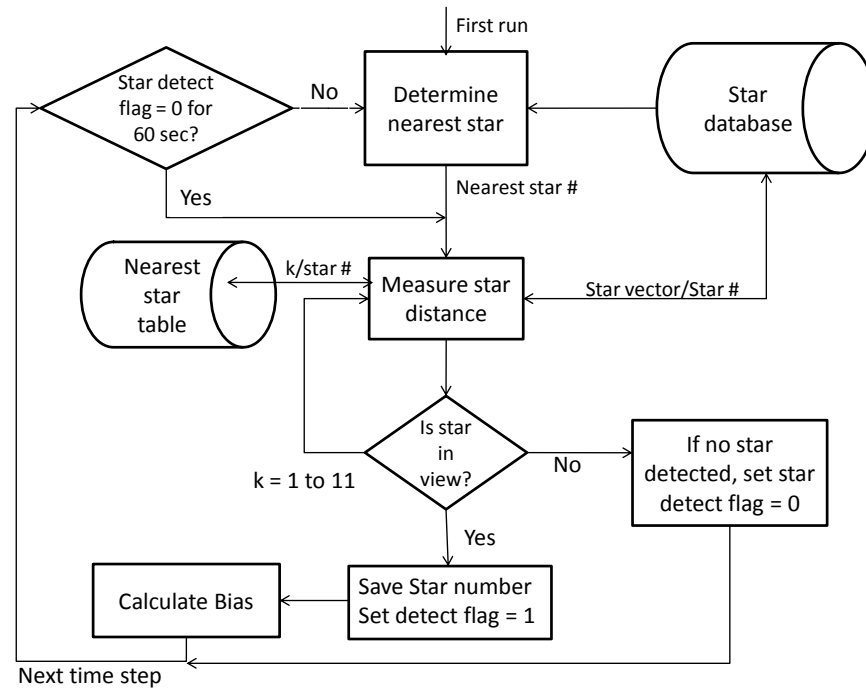 First run
Star detect
flag = 0 for
60 sec?
No
Determine
nearest star
Star
database
Yes
Nearest star #
Nearest
star
table
k/star #
Measure star
distance
Star vector/Star #
Is star
in
view?
k = 1 to 11
No
If no star
detected, set star
detect flag = 0
Yes
Calculate Bias
Save Star number
Set detect flag = 1
Next time step